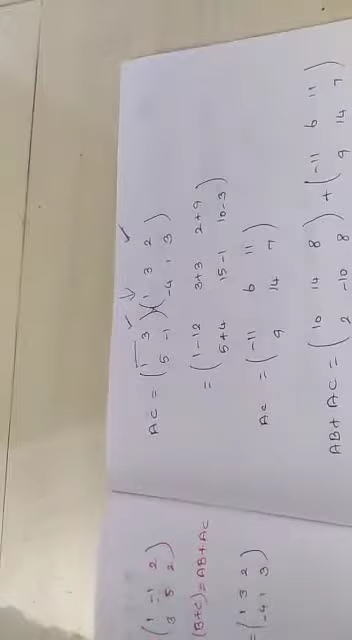 AC = (1 3
5 -1) (1 3 2
-4 1 3)
= (1-12 3+3 2+9
5+4 15-1 10-3)
AC = (-11 6 11
9 14 7)
AB+AC = (10 14 8
2 -10 8) + (-11 6 11
9 14 7)
(1 -1 2
3 5 2)
(B+C) = AB+AC
= (1 3 2
-4 1 3)